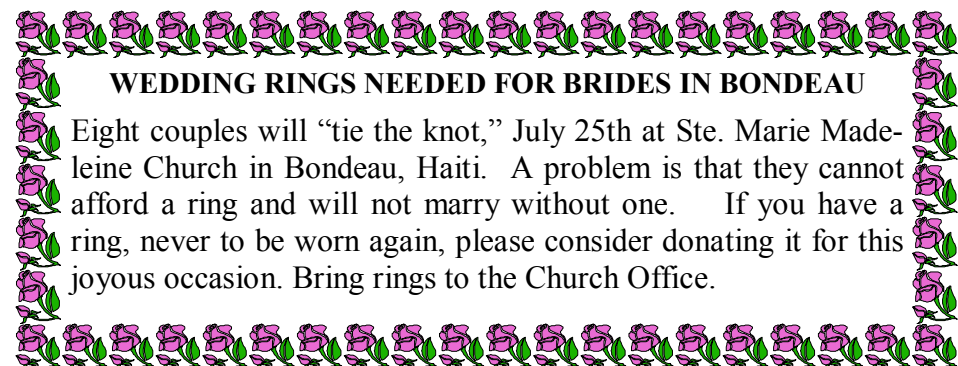 WEDDING RINGS NEEDED FOR BRIDES IN BONDEAU
Eight couples will “tie the knot,” July 25th at Ste. Marie Made-
leine Church in Bondeau, Haiti.  A problem is that they cannot
afford a ring and will not marry without one.    If you have a
ring, never to be worn again, please consider donating it for this
joyous occasion. Bring rings to the Church Office.